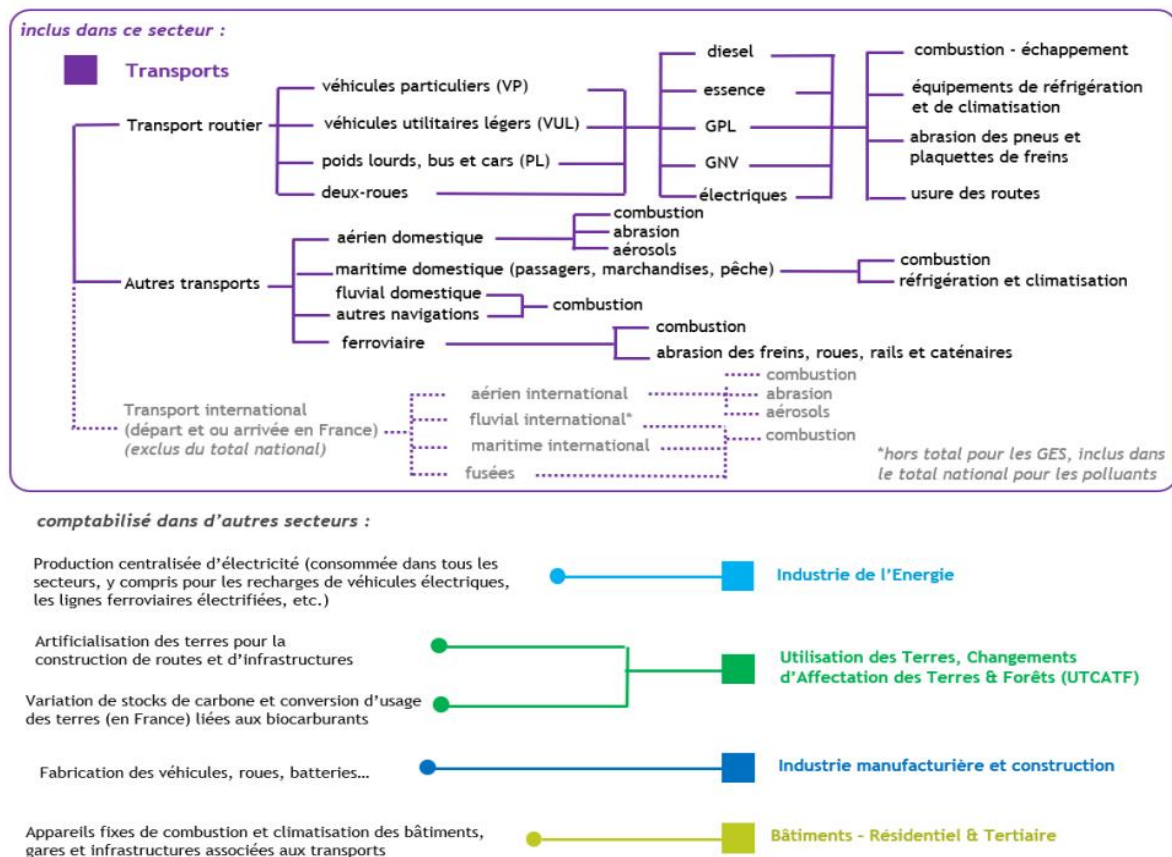 inclus dans ce secteur :
Transports
Transport routier
véhicules particuliers (VP)
véhicules utilitaires légers (VUL)
poids lourds, bus et cars (PL)
deux-roues
diesel
essence
GPL
GNV
électriques
combustion - échappement
équipements de réfrigération
et de climatisation
abrasion des pneus et
plaquettes de freins
usure des routes
Autres transports
aérien domestique
combustion
abrasion
aérosols
maritime domestique (passagers, marchandises, pêche)
combustion
réfrigération et climatisation
fluvial domestique
autres navigations
combustion
ferroviaire
combustion
abrasion des freins, roues, rails et caténaires
Transport international
(départ et ou arrivée en France)
(exclus du total national)
aérien international
fluvial international*
maritime international
fusées
combustion
abrasion
aérosols
combustion
*hors total pour les GES, inclus dans
le total national pour les polluants
comptabilisé dans d'autres secteurs :
Production centralisée d'électricité (consommée dans tous les
secteurs, y compris pour les recharges de véhicules électriques,
les lignes ferroviaires électrifiées, etc.)
Industrie de l'Energie
Artificialisation des terres pour la
construction de routes et d'infrastructures
Variation de stocks de carbone et conversion d'usage
des terres (en France) liées aux biocarburants
Utilisation des Terres, Changements
d'Affectation des Terres & Forêts (UTCATF)
Fabrication des véhicules, roues, batteries…
Industrie manufacturière et construction
Appareils fixes de combustion et climatisation des bâtiments,
gares et infrastructures associées aux transports
Bâtiments - Résidentiel & Tertiaire